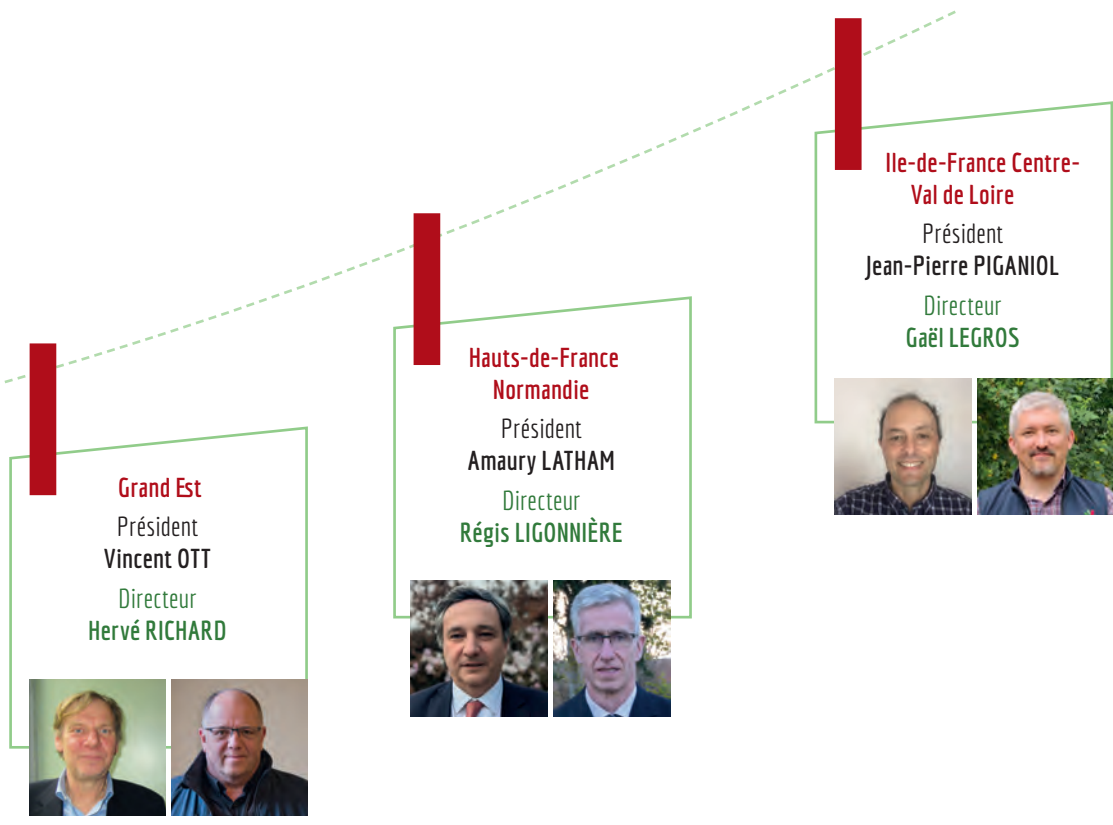 Grand Est
Président
Vincent OTT
Directeur
Hervé RICHARD
Hauts-de-France
Normandie
Président
Amaury LATHAM
Directeur
Régis LIGONNIÈRE
Ile-de-France Centre-
Val de Loire
Président
Jean-Pierre PIGANIOL
Directeur
Gaël LEGROS